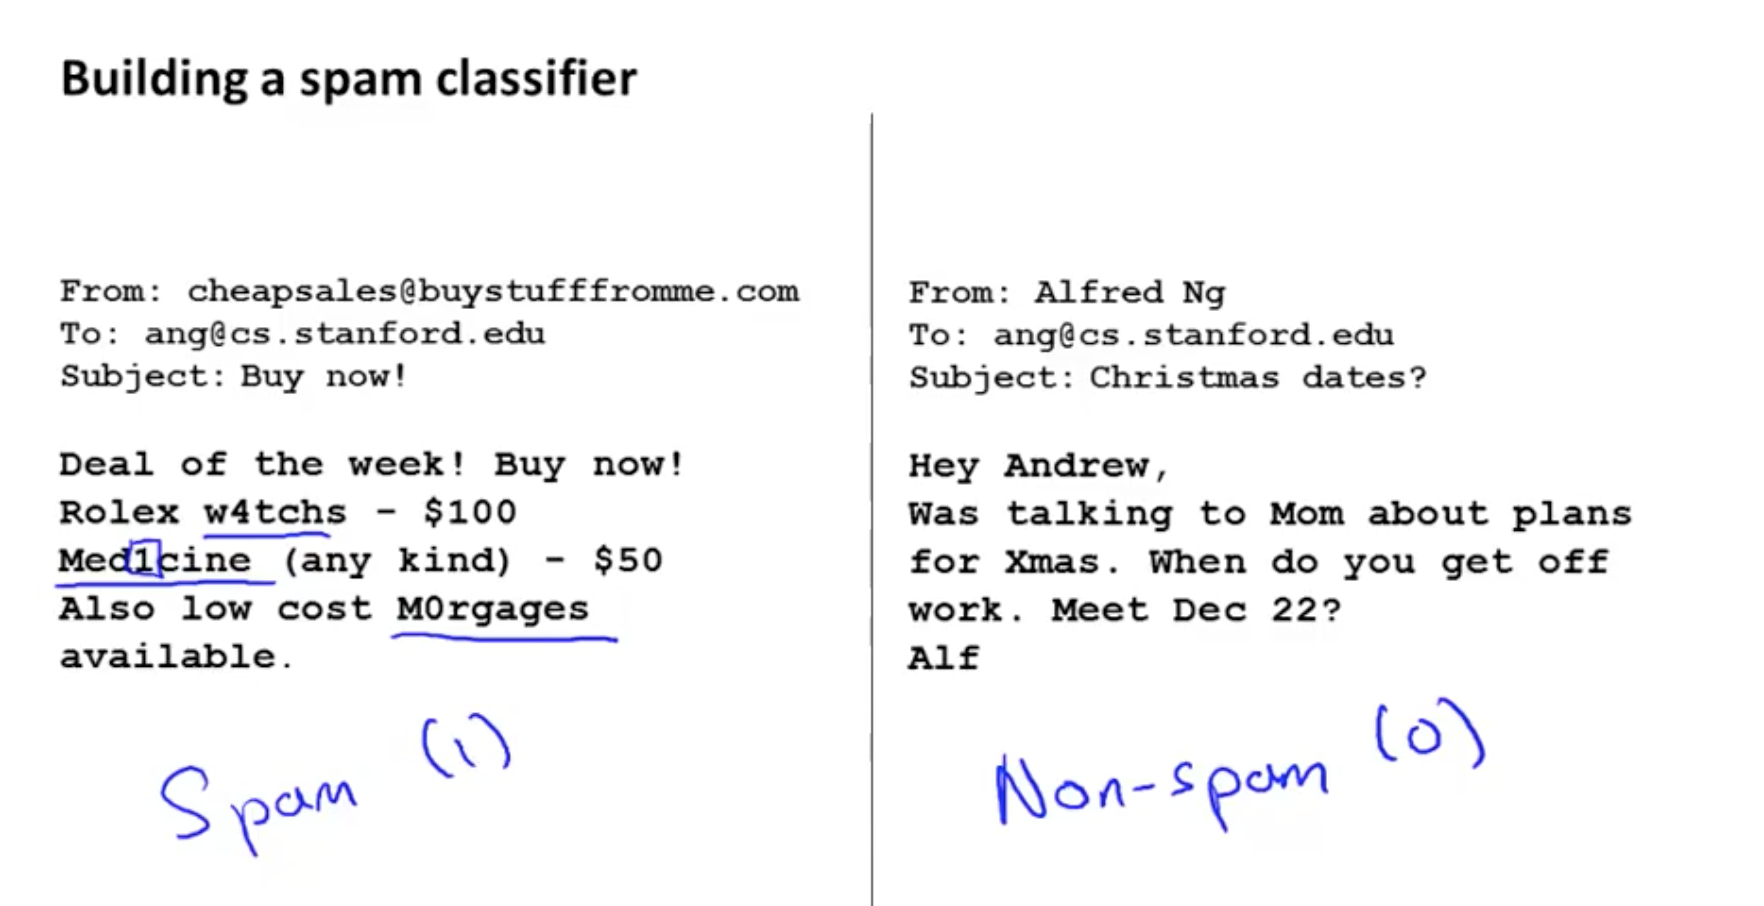 Building a spam classifier
From: cheapsales@buystufffromme.com
To: ang@cs.stanford.edu
Subject: Buy now!
Deal of the week! Buy now!
Rolex w4tchs - $100
Med1cine (any kind) - $50
Also low cost M0rgages
available.
Spam (1)
From: Alfred Ng
To: ang@cs.stanford.edu
Subject: Christmas dates?
Hey Andrew,
Was talking to Mom about plans
for Xmas. When do you get off
work. Meet Dec 22?
Alf
Non-spam (0)